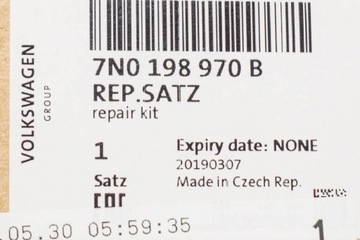 VOLKSWAGEN
GROUP
7N0 198 970 B
REP.SATZ
repair kit
1
Expiry date: NONE
20190307
Satz
Made in Czech Rep.
.05.30 05:59:35
1